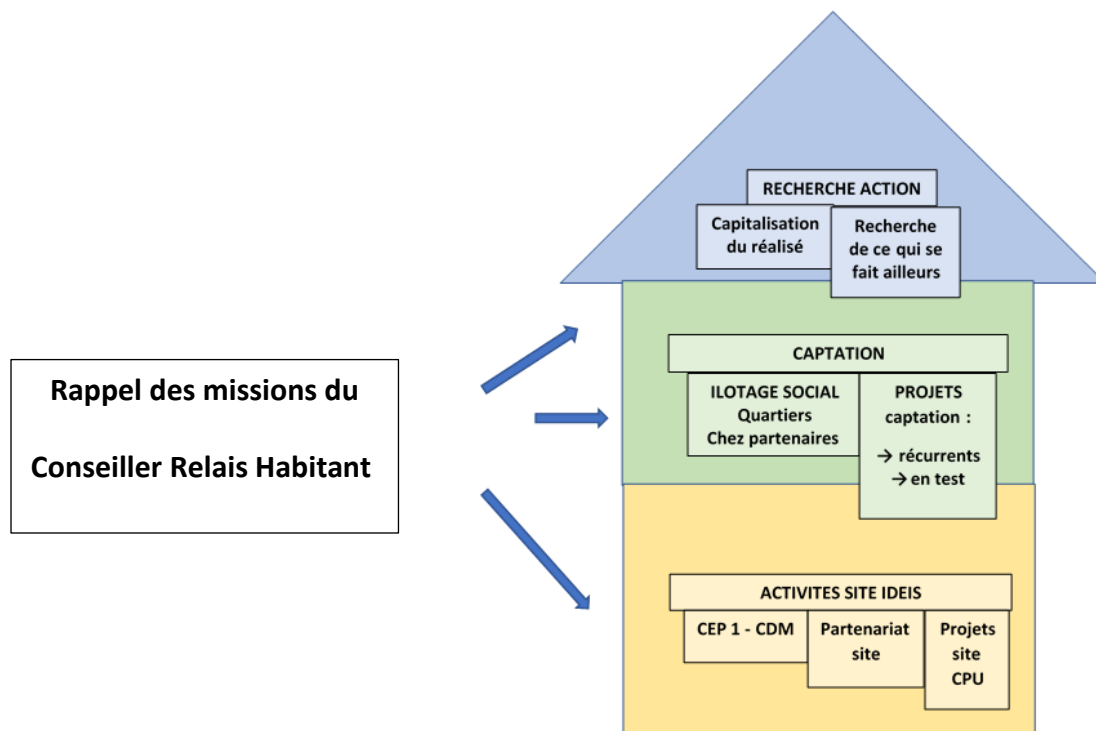 RECHERCHE ACTION
Capitalisation
du réalisé
Recherche
de ce qui se
fait ailleurs
Rappel des missions du
Conseiller Relais Habitant
CAPTATION
ILOTAGE SOCIAL
Quartiers
Chez partenaires
PROJETS
captation :
→ récurrents
→ en test
ACTIVITES SITE IDEIS
CEP 1 - CDM
Partenariat
site
Projets
site
CPU